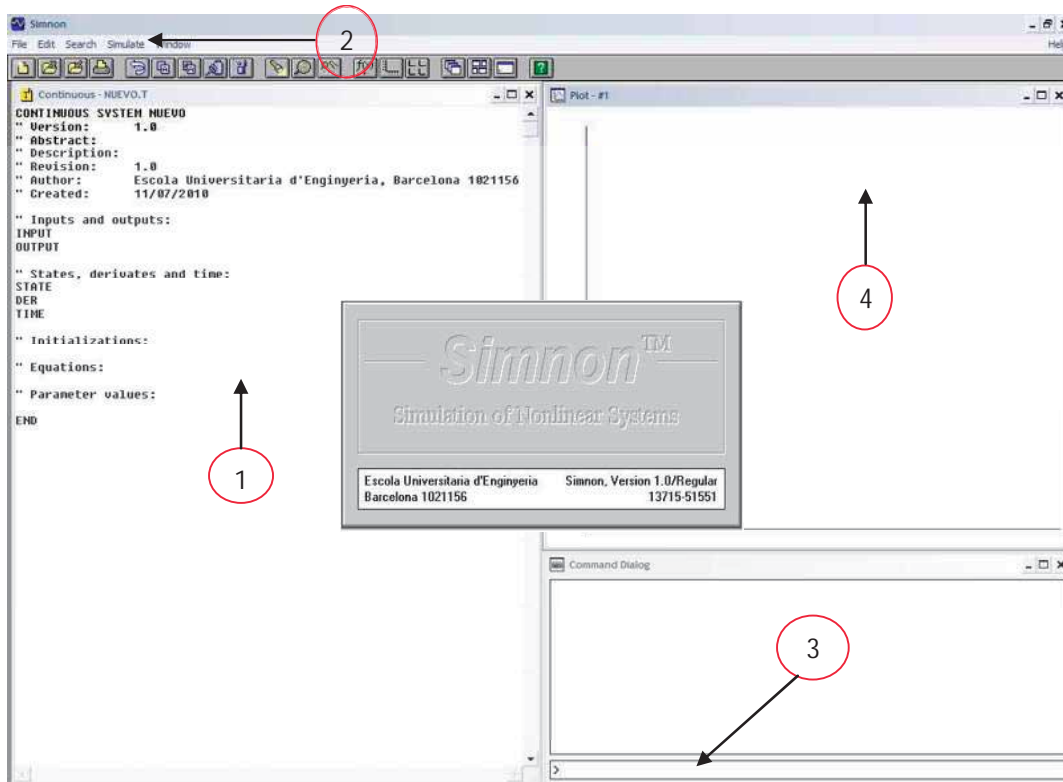 Simnon
File Edit Search Simulate Window Hel
2
Continuous - NUEVO.T
CONTINUOUS SYSTEM NUEVO
" Version: 1.0
" Abstract:
" Description:
" Revision: 1.0
" Author: Escola Universitaria d'Enginyeria, Barcelona 1021156
" Created: 11/07/2010
" Inputs and outputs:
INPUT
OUTPUT
" States, derivates and time:
STATE
DER
TIME
" Initializations:
" Equations:
" Parameter values:
END
1
Plot - #1
4
Simnon™
Simulation of Nonlinear Systems
Escola Universitaria d'Enginyeria Simnon, Version 1.0/Regular
Barcelona 1021156 13715-51551
Command Dialog
3
>